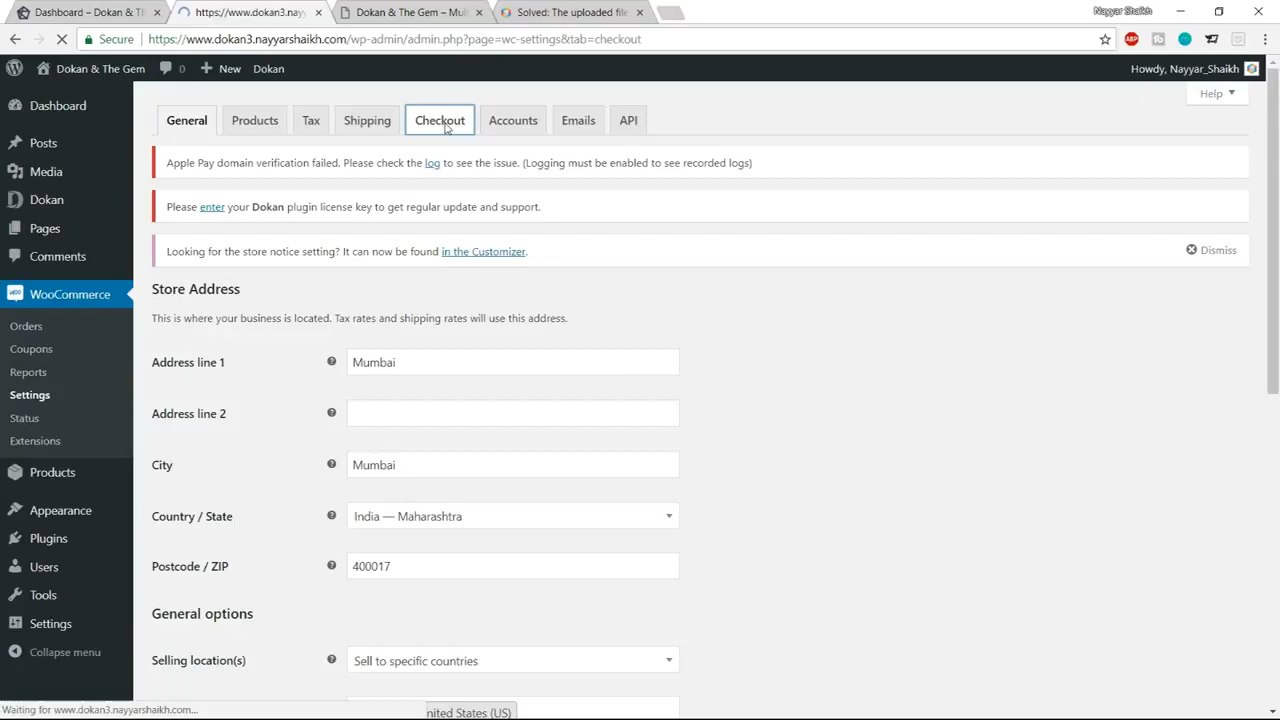 Dashboard – Dokan & Th
https://www.dokan3.nay
Dokan & The Gem – Mult
Solved: The uploaded file
Nayyar Shaikh
Secure
https://www.dokan3.nayyarshaikh.com/wp-admin/admin.php?page=wc-settings&tab=checkout
ABP
Dokan & The Gem
0
New
Dokan
Howdy, Nayyar_Shaikh
Help
Dashboard
Posts
Media
Dokan
Pages
Comments
WooCommerce
Orders
Coupons
Reports
Settings
Status
Extensions
Products
Appearance
Plugins
Users
Tools
Settings
Collapse menu
General
Products
Tax
Shipping
Checkout
Accounts
Emails
API
Apple Pay domain verification failed. Please check the log to see the issue. (Logging must be enabled to see recorded logs)
Please enter your Dokan plugin license key to get regular update and support.
Looking for the store notice setting? It can now be found in the Customizer.
Dismiss
Store Address
This is where your business is located. Tax rates and shipping rates will use this address.
Address line 1
Mumbai
Address line 2
City
Mumbai
Country / State
India — Maharashtra
Postcode / ZIP
400017
General options
Selling location(s)
Sell to specific countries
nited States (US)
Waiting for www.dokan3.nayyarshaikh.com...